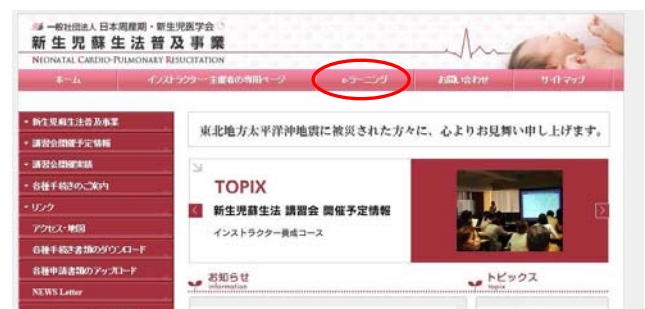 一般社団法人 日本周産期・新生児医学会
新生児蘇生法普及事業
NEONATAL CARDIO-PULMONARY RESUCITATION
ホーム
インストラクター・主催者の専用ページ
e-ラーニング
お問い合わせ
サイトマップ
・新生児蘇生法普及事業
・講習会開催予定情報
・講習会開催実績
・各種手続きのご案内
・リンク
アクセス・地図
各種手続き書類のダウンロード
各種申請書類のアップロード
NEWS Letter
東北地方太平洋沖地震に被災された方々に、心よりお見舞い申し上げます。
TOPIX
新生児蘇生法 講習会 開催予定情報
インストラクター養成コース
お知らせ
information
トピックス
topix